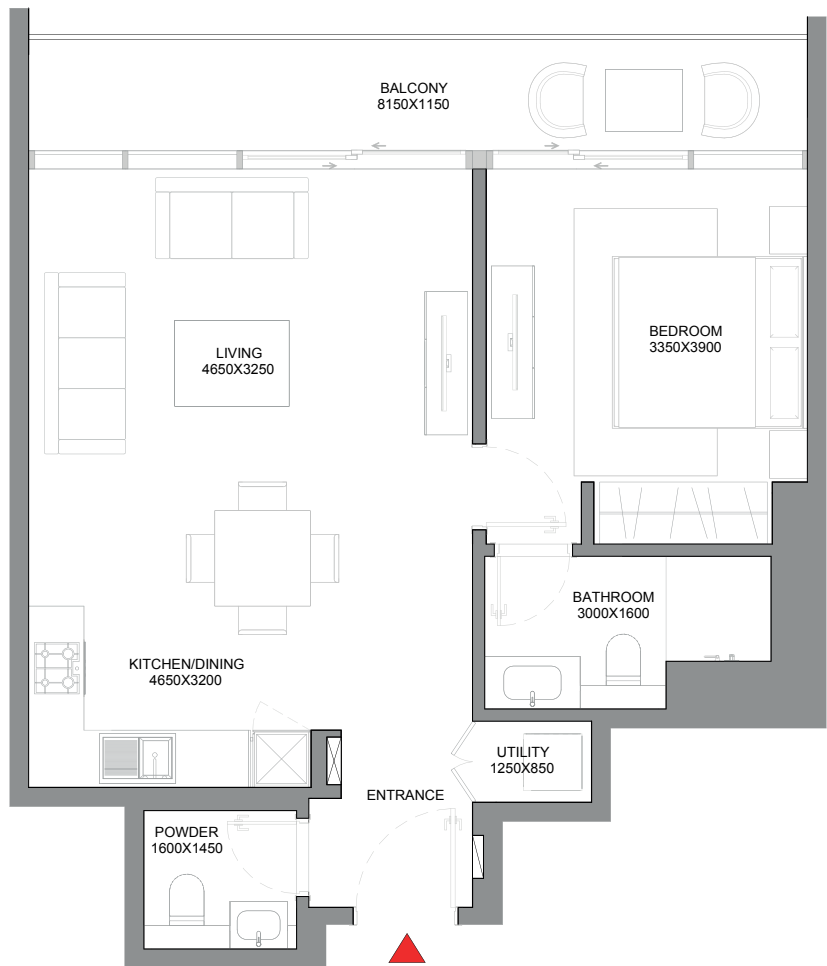 BALCONY
8150X1150
LIVING
4650X3250
BEDROOM
3350X3900
BATHROOM
3000X1600
KITCHEN/DINING
4650X3200
UTILITY
1250X850
ENTRANCE
POWDER
1600X1450